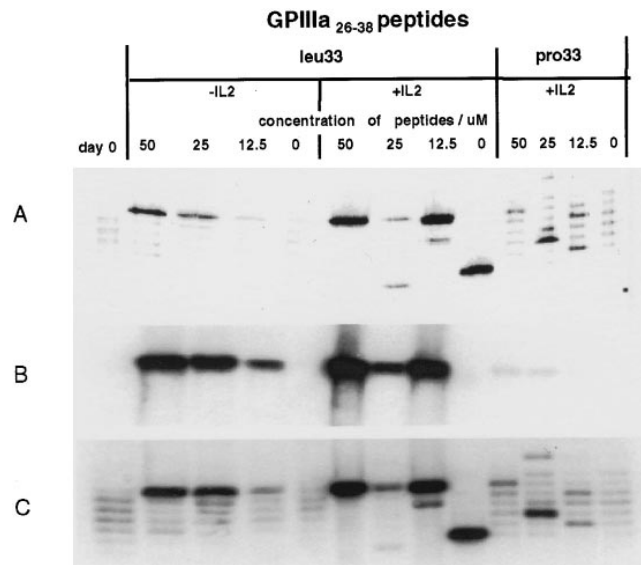 GPIIIa 26-38 peptides
leu33 pro33
-IL2 +IL2 +IL2
concentration of peptides / uM
day 0 50 25 12.5 0 50 25 12.5 0 50 25 12.5 0
A
B
C